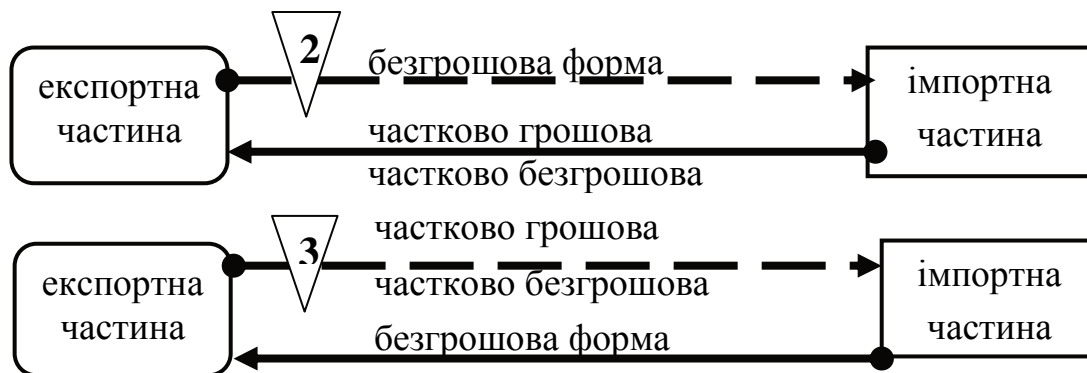 2
безгрошова форма
експортна
частина
частково грошова
частково безгрошова
імпортна
частина
3
частково грошова
частково безгрошова
безгрошова форма
експортна
частина
імпортна
частина